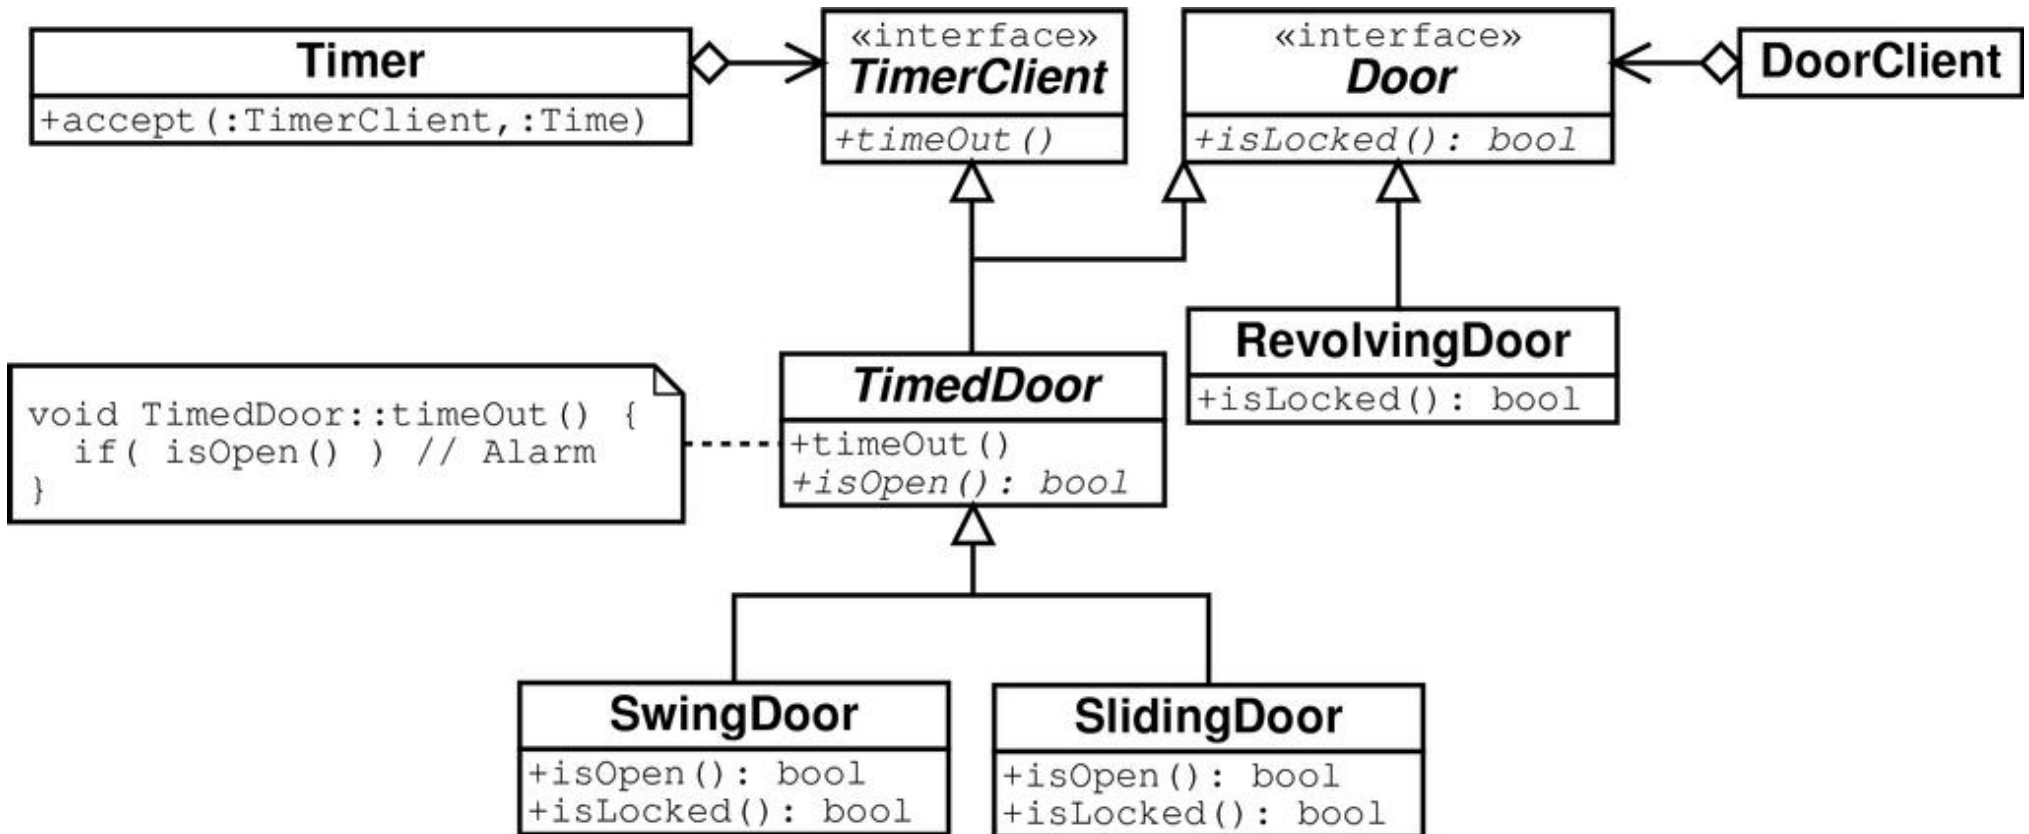 Timer
+accept(:TimerClient,:Time)
«interface»
TimerClient
+timeOut()
«interface»
Door
+isLocked(): bool
DoorClient
RevolvingDoor
+isLocked(): bool
void TimedDoor::timeOut() {
if( isOpen() ) // Alarm
}
TimedDoor
+timeOut()
+isOpen(): bool
SwingDoor
+isOpen(): bool
+isLocked(): bool
SlidingDoor
+isOpen(): bool
+isLocked(): bool